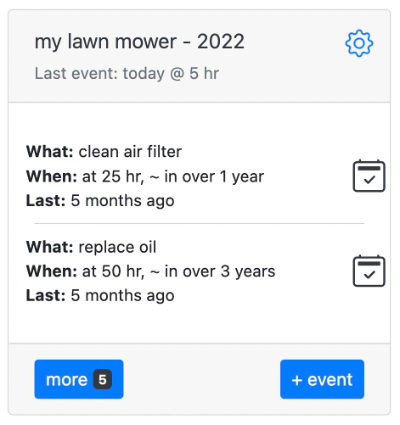 my lawn mower - 2022
Last event: today @ 5 hr
What: clean air filter
When: at 25 hr, ~ in over 1 year
Last: 5 months ago
What: replace oil
When: at 50 hr, ~ in over 3 years
Last: 5 months ago
more 5
+ event